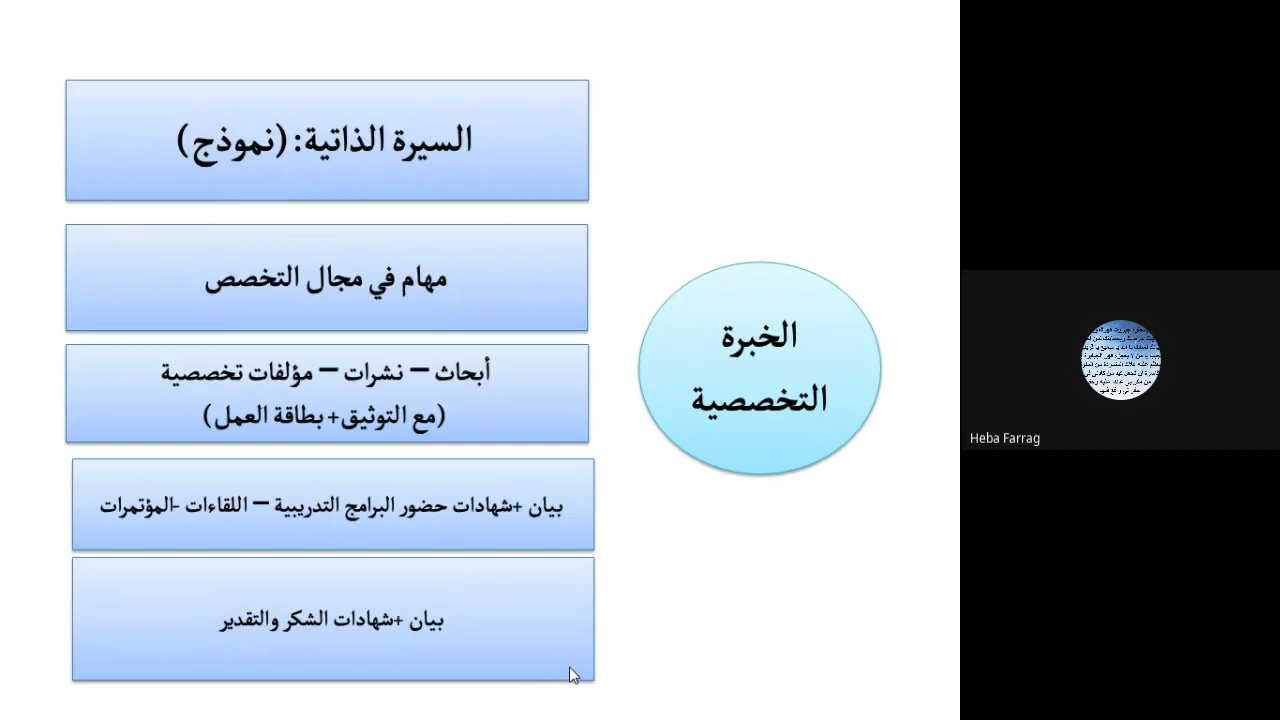 السيرة الذاتية: (نموذج)
مهام في مجال التخصص
أبحاث – نشرات – مؤلفات تخصصية
(مع التوثيق+ بطاقة العمل)
بيان +شهادات حضور البرامج التدريبية – اللقاءات -المؤتمرات
بيان +شهادات الشكر والتقدير
الخبرة
التخصصية
Heba Farrag